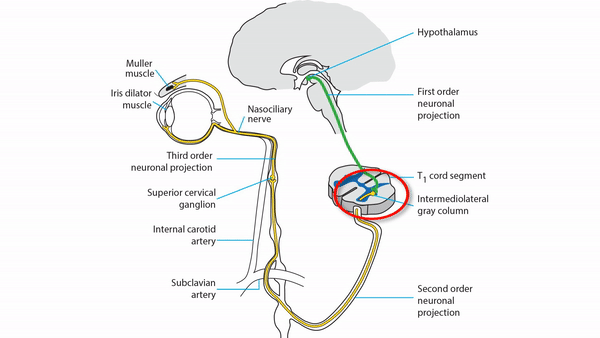 Hypothalamus
Muller
muscle
Iris dilator
muscle
Nasociliary
nerve
First order
neuronal
projection
Third order
neuronal projection
Superior cervical
ganglion
T1 cord segment
Intermediolateral
gray column
Internal carotid
artery
Subclavian
artery
Second order
neuronal
projection